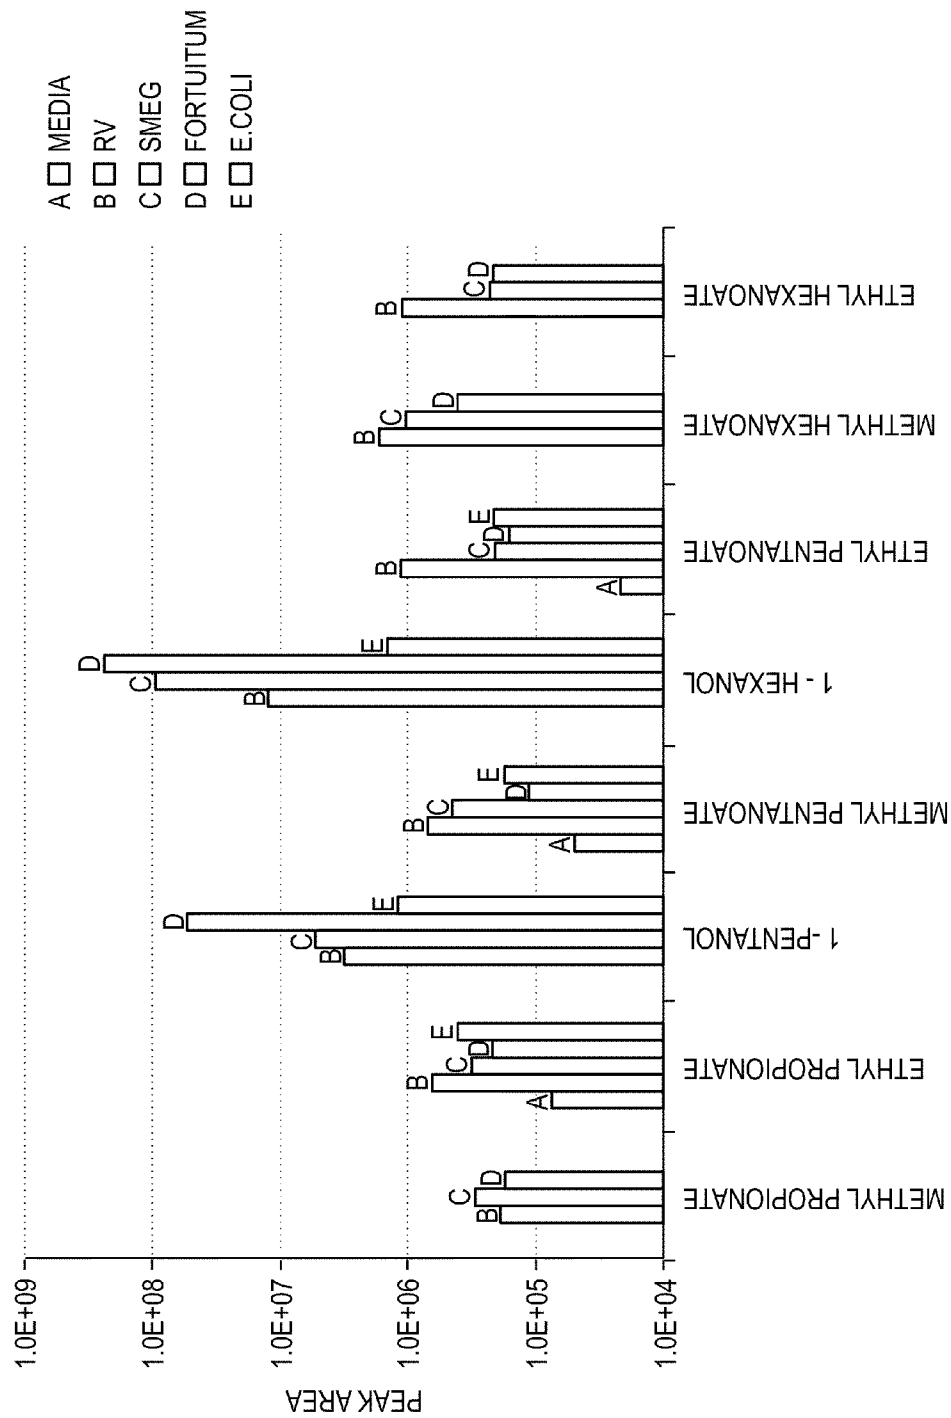 A MEDIA
B RV
C SMEG
D FORTUITUM
E E.COLI
PEAK AREA
1.0E+09
1.0E+08
1.0E+07
1.0E+06
1.0E+05
1.0E+04
B C D
A B C D E
B C D E
A B C D E
B C D E
A B C D E
B C D
B C D
METHYL PROPIONATE
ETHYL PROPIONATE
1 -PENTANOL
METHYL PENTANOATE
1 - HEXANOL
ETHYL PENTANOATE
METHYL HEXANOATE
ETHYL HEXANOATE